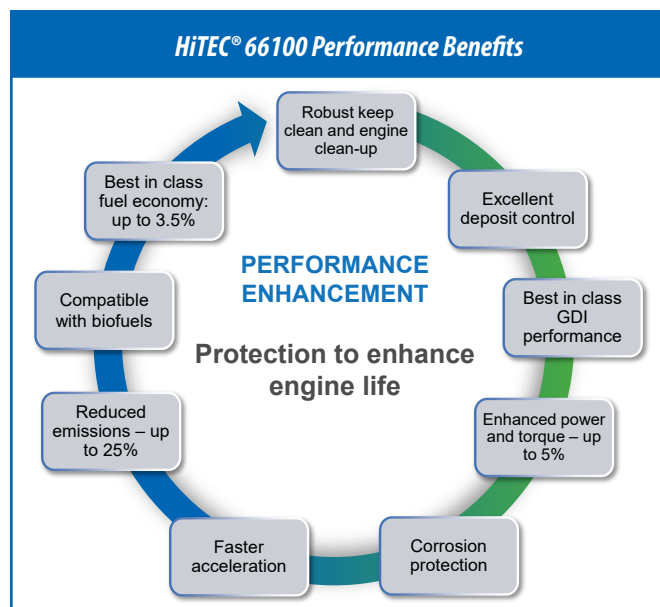 HiTEC® 66100 Performance Benefits
Robust keep
clean and engine
clean-up
Excellent
deposit control
Best in class
GDI
performance
Enhanced power
and torque – up
to 5%
Corrosion
protection
Faster
acceleration
Reduced
emissions – up
to 25%
Compatible
with biofuels
Best in class
fuel economy:
up to 3.5%
PERFORMANCE
ENHANCEMENT
Protection to enhance
engine life